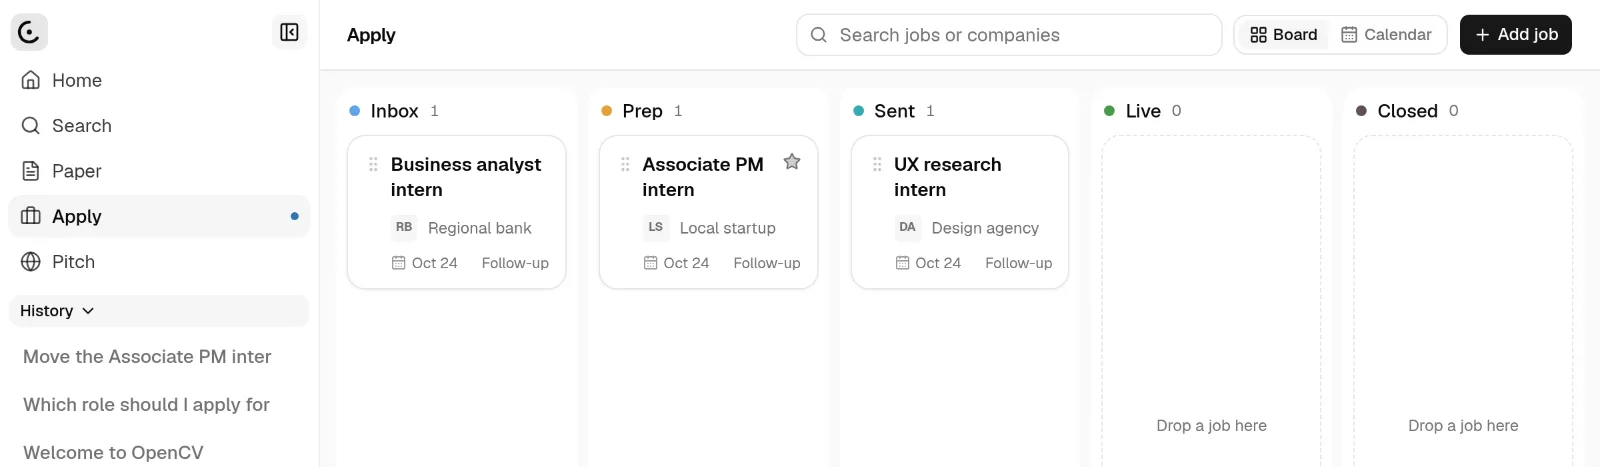 Home
Search
Paper
Apply
Pitch
History
Move the Associate PM inter
Which role should I apply for
Welcome to OpenCV
Apply
Search jobs or companies
Board
Calendar
+ Add job
Inbox 1
Business analyst
intern
RB Regional bank
Oct 24 Follow-up
Prep 1
Associate PM
intern
LS Local startup
Oct 24 Follow-up
Sent 1
UX research
intern
DA Design agency
Oct 24 Follow-up
Live 0
Drop a job here
Closed 0
Drop a job here